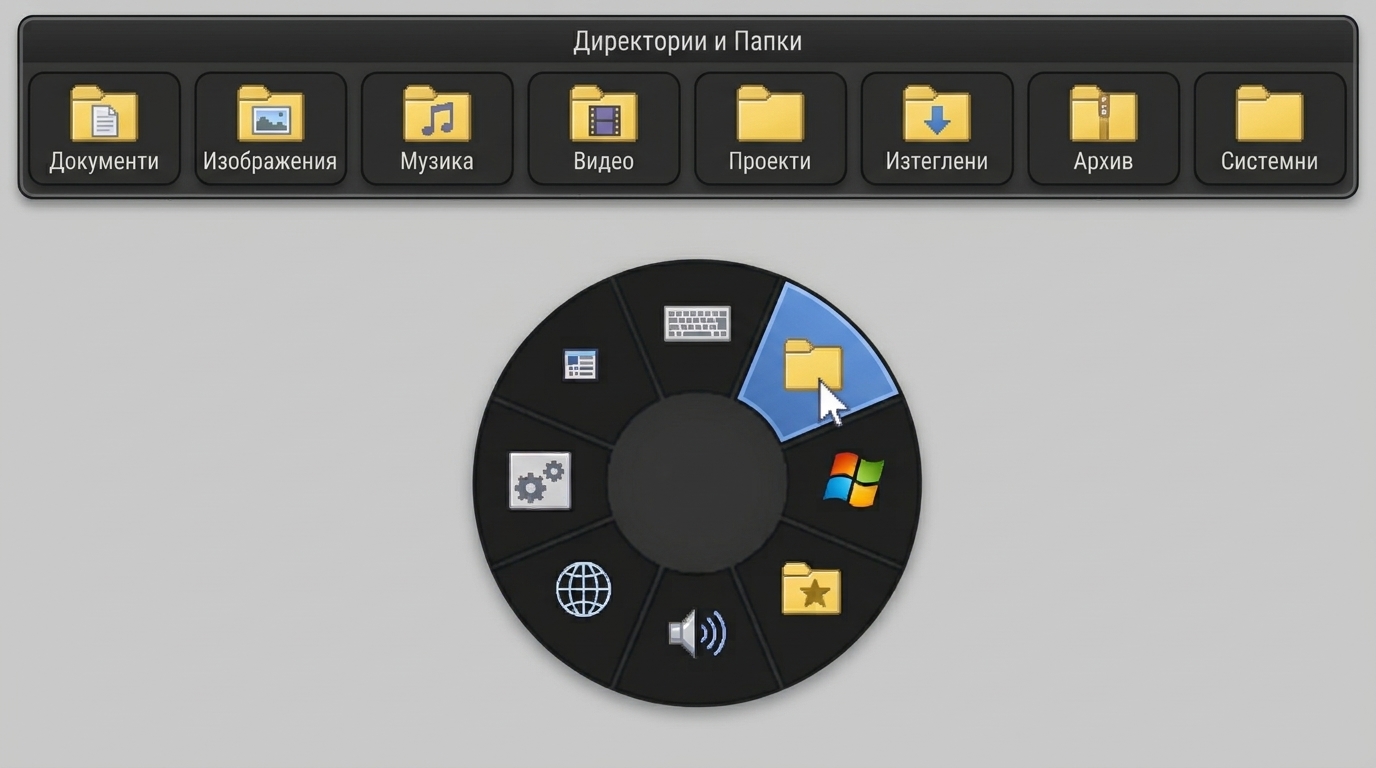 Директории и Папки
Документи
Изображения
Музика
Видео
Проекти
Изтеглени
Архив
Системни